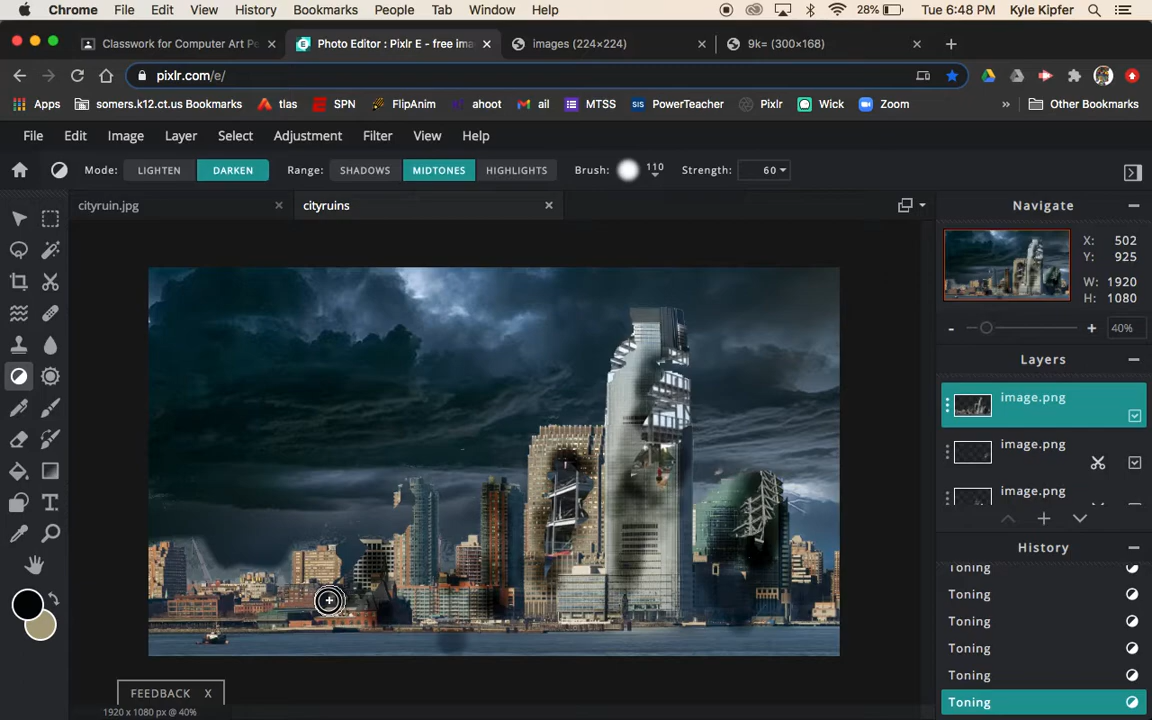 Chrome File Edit View History Bookmarks People Tab Window Help 28% Tue 6:48 PM Kyle Kipfer
Classwork for Computer Art P × Photo Editor : Pixlr E - free ima × images (224×224) × 9k= (300×168) × +
pixlr.com/e/
Apps somers.k12.ct.us Bookmarks tlas SPN FlipAnim ahoot ail MTSS SIS PowerTeacher Pixlr Wick Zoom » Other Bookmarks
File Edit Image Layer Select Adjustment Filter View Help
Mode: LIGHTEN DARKEN Range: SHADOWS MIDTONES HIGHLIGHTS Brush: 110 Strength: 60
cityruin.jpg × cityruins ×
Navigate
X: 502
Y: 925
W: 1920
H: 1080
- + 40%
Layers
image.png
image.png
image.png
History
Toning
Toning
Toning
Toning
Toning
Toning
FEEDBACK X
1920 x 1080 px @ 40%